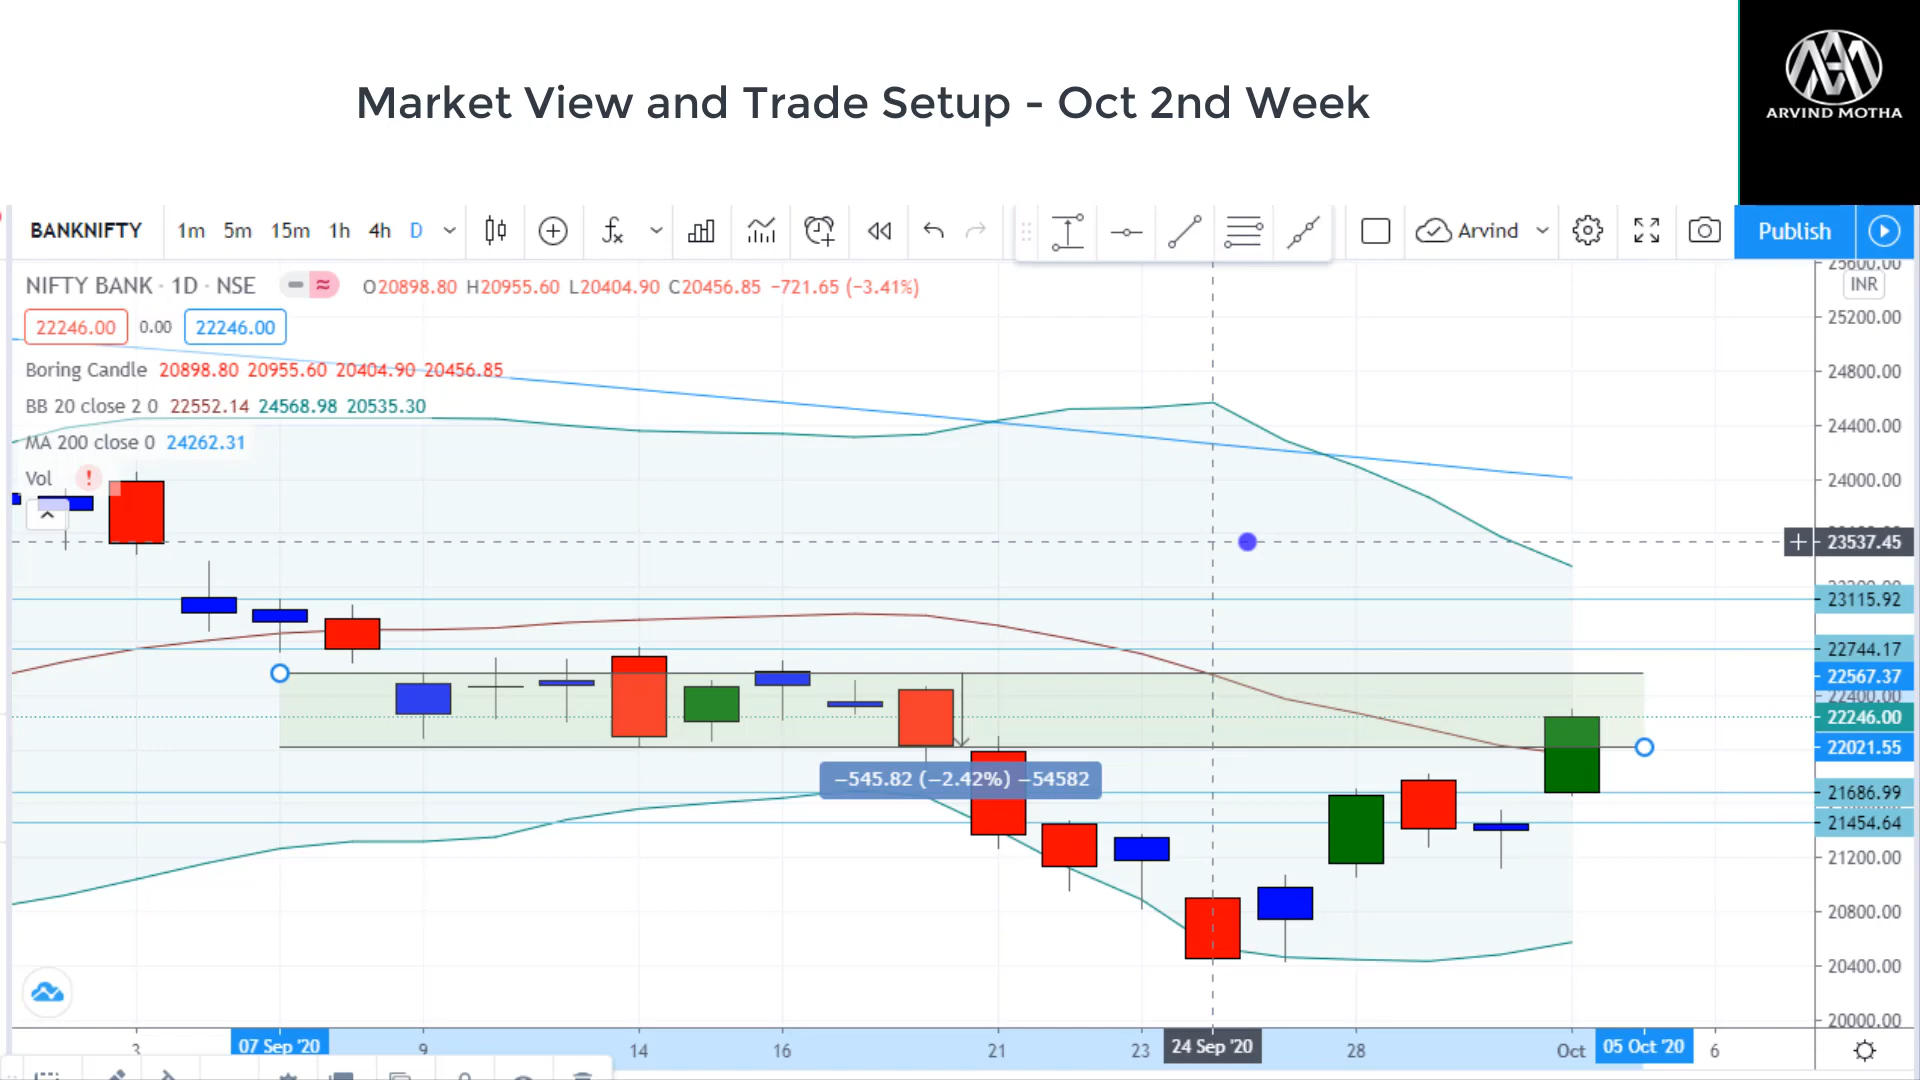 Market View and Trade Setup - Oct 2nd Week
ARVIND MOTHA
BANKNIFTY 1m 5m 15m 1h 4h D Arvind Publish
NIFTY BANK · 1D · NSE O20898.80 H20955.60 L20404.90 C20456.85 −721.65 (−3.41%)
22246.00 0.00 22246.00
Boring Candle 20898.80 20955.60 20404.90 20456.85
BB 20 close 2 0 22552.14 24568.98 20535.30
MA 200 close 0 24262.31
Vol !
25600.00
INR
25200.00
24800.00
24400.00
24000.00
23537.45
23115.92
22744.17
22567.37
22400.00
22246.00
22021.55
−545.82 (−2.42%) −54582
21686.99
21454.64
21200.00
20800.00
20400.00
20000.00
3 07 Sep '20 9 14 16 21 23 24 Sep '20 28 Oct 05 Oct '20 6